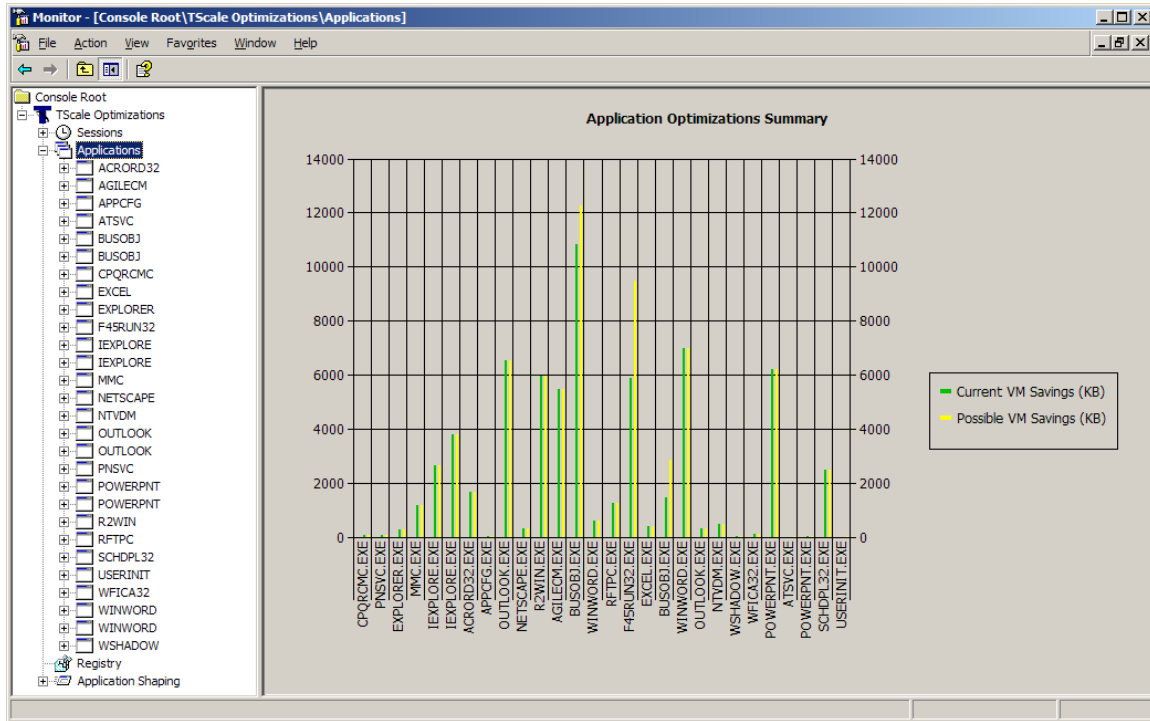 Monitor - [Console Root\TScale Optimizations\Applications]
File Action View Favorites Window Help
Console Root
TScale Optimizations
Sessions
Applications
ACRORD32
AGILECM
APPCFG
ATSVC
BUSOBJ
BUSOBJ
CPQRCMC
EXCEL
EXPLORER
F45RUN32
IEXPLORE
IEXPLORE
MMC
NETSCAPE
NTVDM
OUTLOOK
OUTLOOK
PNSVC
POWERPNT
POWERPNT
R2WIN
RFTPC
SCHDPL32
USERINIT
WFICA32
WINWORD
WINWORD
WSHADOW
Registry
Application Shaping
Application Optimizations Summary
14000
12000
10000
8000
6000
4000
2000
0
14000
12000
10000
8000
6000
4000
2000
0
CPQRCMC.EXE
PNSVC.EXE
EXPLORER.EXE
MMC.EXE
IEXPLORE.EXE
IEXPLORE.EXE
ACRORD32.EXE
APPCFG.EXE
OUTLOOK.EXE
NETSCAPE.EXE
R2WIN.EXE
AGILECM.EXE
BUSOBJ.EXE
WINWORD.EXE
RFTPC.EXE
F45RUN32.EXE
EXCEL.EXE
BUSOBJ.EXE
WINWORD.EXE
OUTLOOK.EXE
NTVDM.EXE
WSHADOW.EXE
WFICA32.EXE
POWERPNT.EXE
ATSVC.EXE
POWERPNT.EXE
SCHDPL32.EXE
USERINIT.EXE
Current VM Savings (KB)
Possible VM Savings (KB)